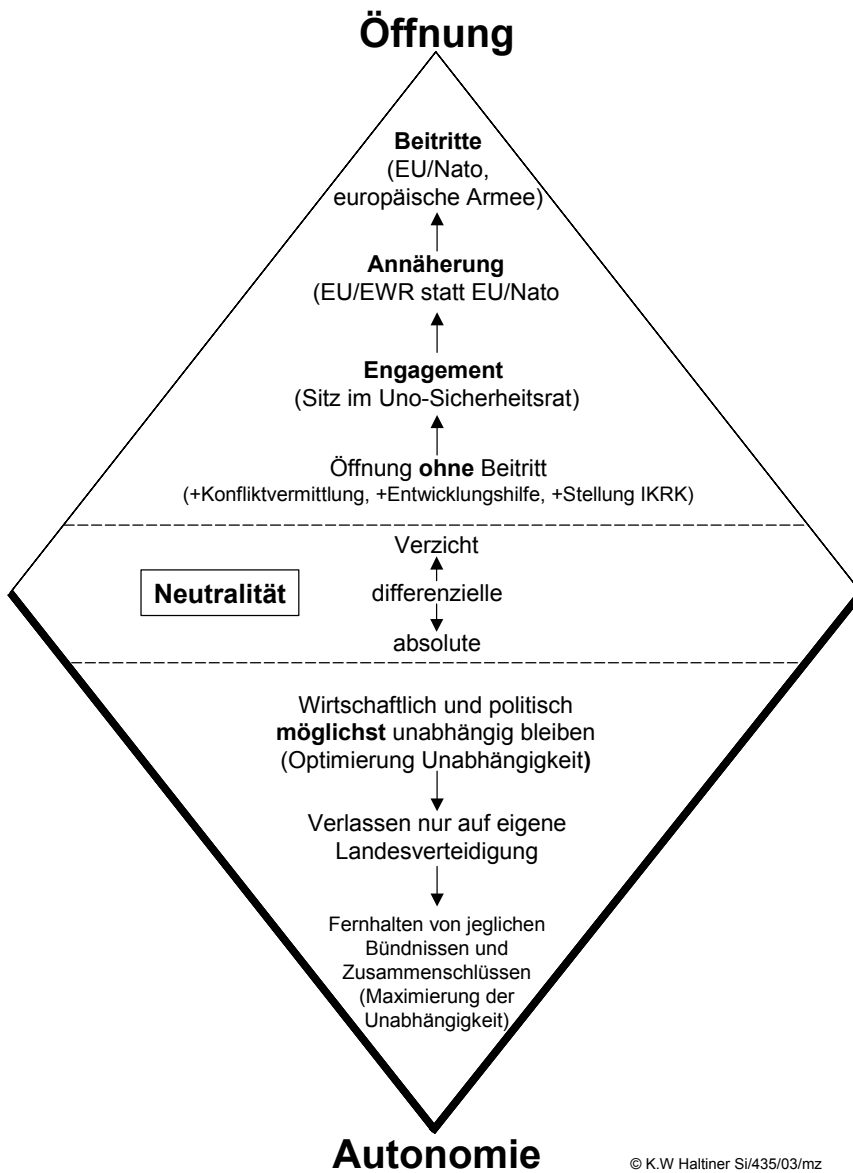 Öffnung
Beitritte
(EU/Nato,
europäische Armee)
Annäherung
(EU/EWR statt EU/Nato
Engagement
(Sitz im Uno-Sicherheitsrat)
Öffnung ohne Beitritt
(+Konfliktvermittlung, +Entwicklungshilfe, +Stellung IKRK)
Verzicht
Neutralität
differenzielle
absolute
Wirtschaftlich und politisch
möglichst unabhängig bleiben
(Optimierung Unabhängigkeit)
Verlassen nur auf eigene
Landesverteidigung
Fernhalten von jeglichen
Bündnissen und
Zusammenschlüssen
(Maximierung der
Unabhängigkeit)
Autonomie
© K.W Haltiner Si/435/03/mz